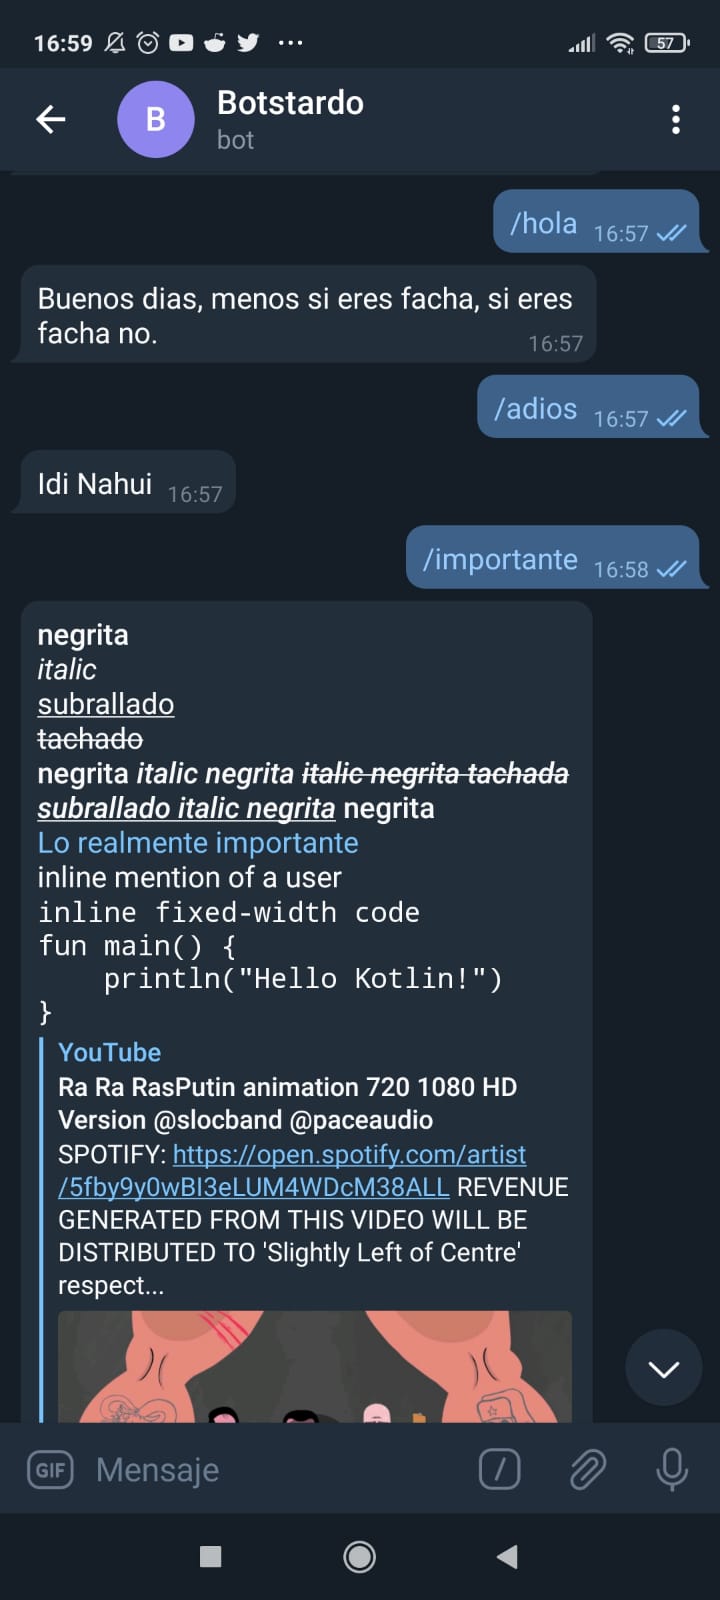 16:59
57
B
Botstardo
bot
/hola 16:57
Buenos dias, menos si eres facha, si eres
facha no.
16:57
/adios 16:57
Idi Nahui 16:57
/importante 16:58
negrita
italic
subrallado
tachado
negrita italic negrita italic negrita tachada
subrallado italic negrita negrita
Lo realmente importante
inline mention of a user
inline fixed-width code
fun main() {
    println("Hello Kotlin!")
}
YouTube
Ra Ra RasPutin animation 720 1080 HD
Version @slocband @paceaudio
SPOTIFY: https://open.spotify.com/artist
/5fby9y0wBI3eLUM4WDcM38ALL REVENUE
GENERATED FROM THIS VIDEO WILL BE
DISTRIBUTED TO 'Slightly Left of Centre'
respect...
GIF Mensaje /